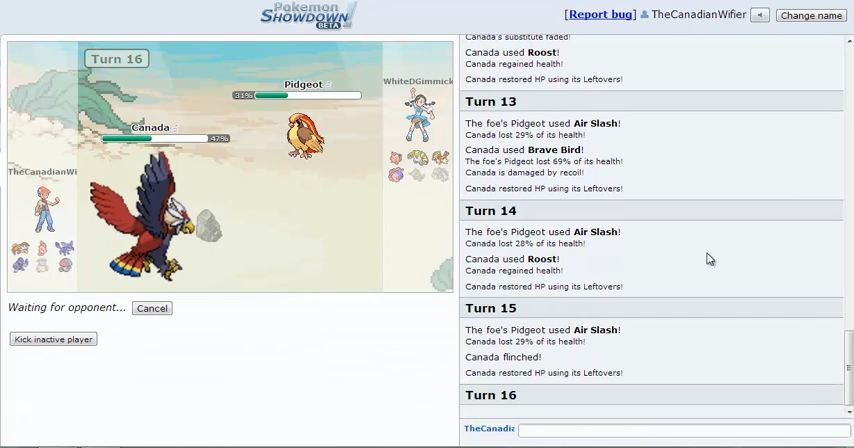 Pokemon
SHOWDOWN!
BETA
[Report bug] TheCanadianWifier Change name
Turn 16
Pidgeot
31%
WhiteDGimmick
Canada
47%
TheCanadianWi
Waiting for opponent... Cancel
Kick inactive player
Canada's substitute faded!
Canada used Roost!
Canada regained health!
Canada restored HP using its Leftovers!
Turn 13
The foe's Pidgeot used Air Slash!
Canada lost 29% of its health!
Canada used Brave Bird!
The foe's Pidgeot lost 69% of its health!
Canada is damaged by recoil!
Canada restored HP using its Leftovers!
Turn 14
The foe's Pidgeot used Air Slash!
Canada lost 28% of its health!
Canada used Roost!
Canada regained health!
Canada restored HP using its Leftovers!
Turn 15
The foe's Pidgeot used Air Slash!
Canada lost 29% of its health!
Canada flinched!
Canada restored HP using its Leftovers!
Turn 16
TheCanadia